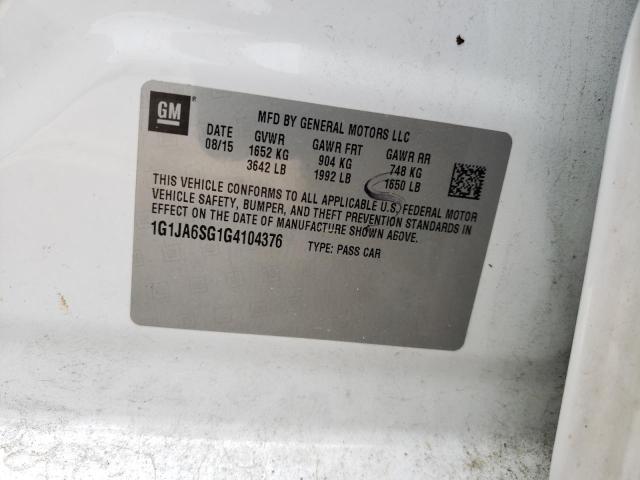 GM
MFD BY GENERAL MOTORS LLC
DATE GVWR GAWR FRT GAWR RR
08/15 1652 KG 904 KG 748 KG
3642 LB 1992 LB 1650 LB
THIS VEHICLE CONFORMS TO ALL APPLICABLE U.S. FEDERAL MOTOR
VEHICLE SAFETY, BUMPER, AND THEFT PREVENTION STANDARDS IN
EFFECT ON THE DATE OF MANUFACTURE SHOWN ABOVE.
1G1JA6SG1G4104376 TYPE: PASS CAR